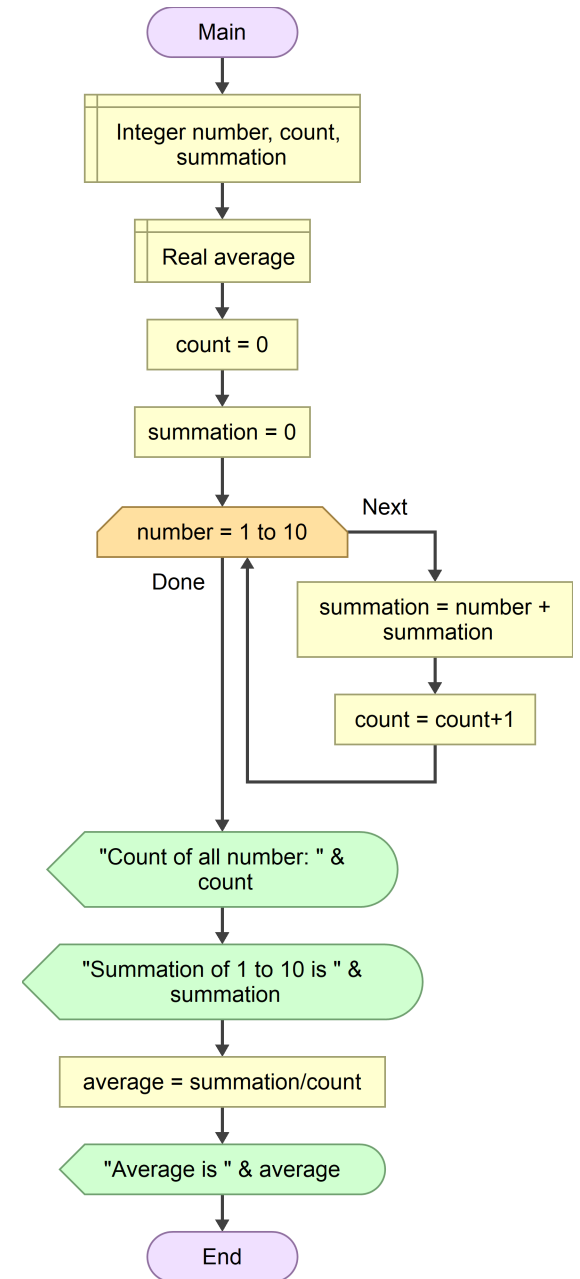 Main
Integer number, count,
summation
Real average
count = 0
summation = 0
number = 1 to 10
Next
Done
summation = number +
summation
count = count+1
"Count of all number: " &
count
"Summation of 1 to 10 is " &
summation
average = summation/count
"Average is " & average
End